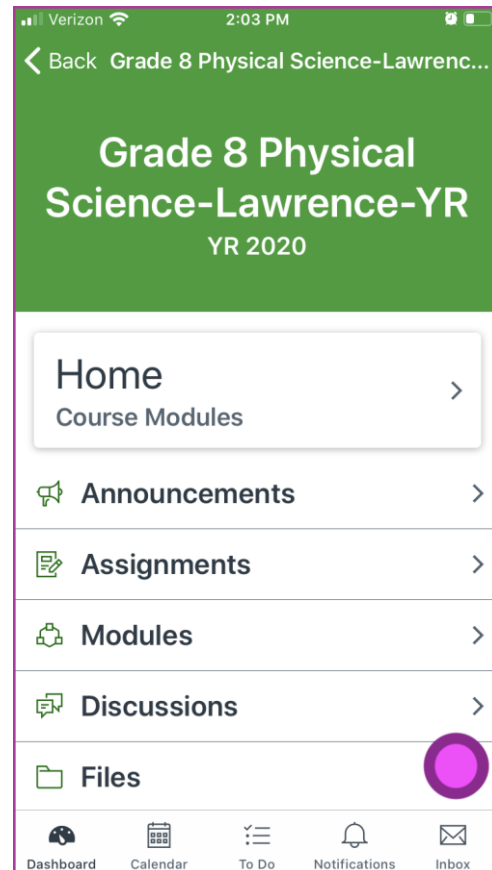 Verizon 2:03 PM
Back Grade 8 Physical Science-Lawrenc...
Grade 8 Physical
Science-Lawrence-YR
YR 2020
Home
Course Modules
Announcements
Assignments
Modules
Discussions
Files
Dashboard Calendar To Do Notifications Inbox